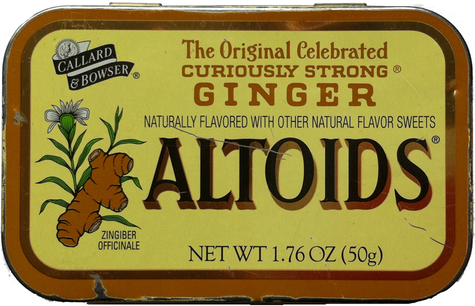 CALLARD
& BOWSER®
The Original Celebrated
CURIOUSLY STRONG®
GINGER
NATURALLY FLAVORED WITH OTHER NATURAL FLAVOR SWEETS
ALTOIDS®
ZINGIBER
OFFICINALE
NET WT 1.76 OZ (50g)